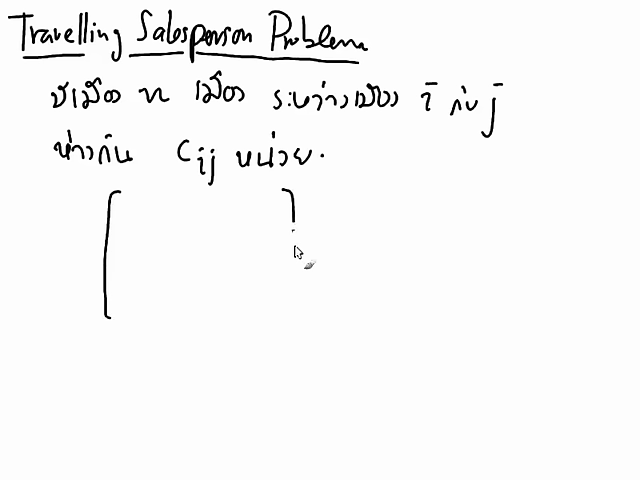 Travelling Salesperson Problem
มีเมือง n เมือง ระหว่างเมือง i กับ j
ห่างกัน Cij หน่วย.